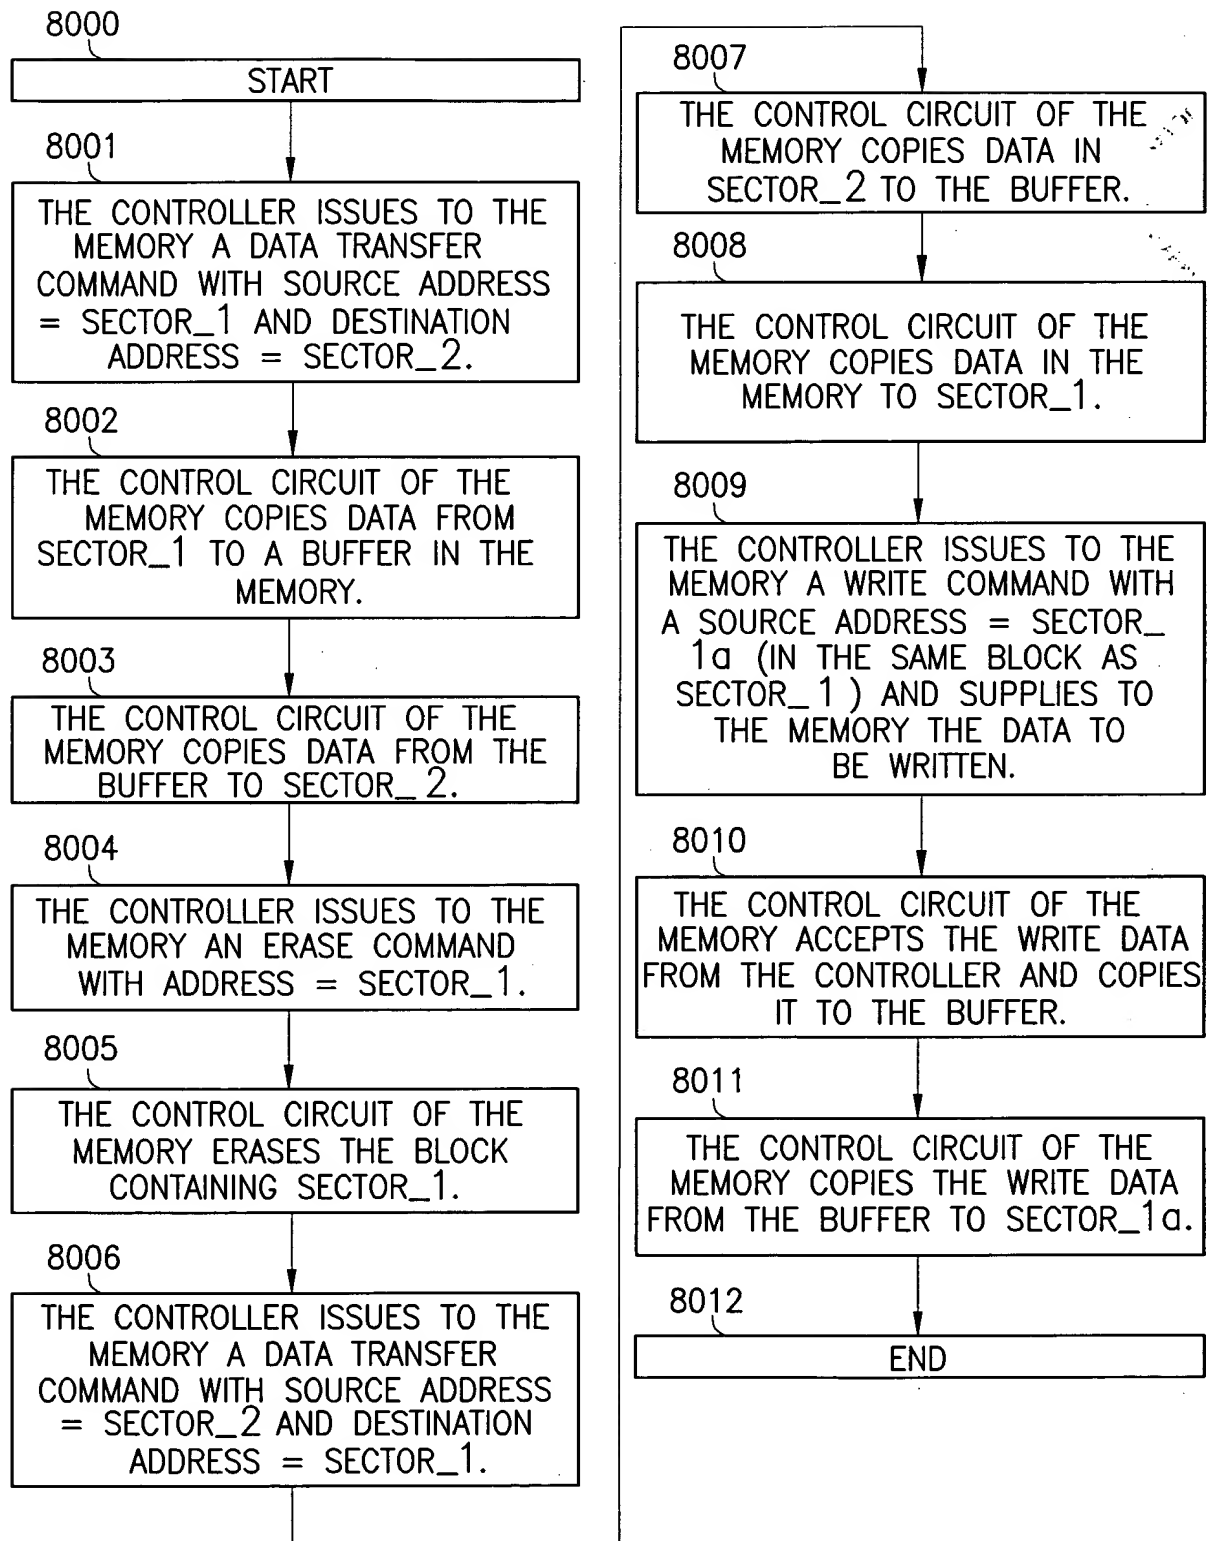 8000
START
8001
THE CONTROLLER ISSUES TO THE
MEMORY A DATA TRANSFER
COMMAND WITH SOURCE ADDRESS
= SECTOR_1 AND DESTINATION
ADDRESS = SECTOR_2.
8002
THE CONTROL CIRCUIT OF THE
MEMORY COPIES DATA FROM
SECTOR_1 TO A BUFFER IN THE
MEMORY.
8003
THE CONTROL CIRCUIT OF THE
MEMORY COPIES DATA FROM THE
BUFFER TO SECTOR_2.
8004
THE CONTROLLER ISSUES TO THE
MEMORY AN ERASE COMMAND
WITH ADDRESS = SECTOR_1.
8005
THE CONTROL CIRCUIT OF THE
MEMORY ERASES THE BLOCK
CONTAINING SECTOR_1.
8006
THE CONTROLLER ISSUES TO THE
MEMORY A DATA TRANSFER
COMMAND WITH SOURCE ADDRESS
= SECTOR_2 AND DESTINATION
ADDRESS = SECTOR_1.
8007
THE CONTROL CIRCUIT OF THE
MEMORY COPIES DATA IN
SECTOR_2 TO THE BUFFER.
8008
THE CONTROL CIRCUIT OF THE
MEMORY COPIES DATA IN THE
MEMORY TO SECTOR_1.
8009
THE CONTROLLER ISSUES TO THE
MEMORY A WRITE COMMAND WITH
A SOURCE ADDRESS = SECTOR_
1a (IN THE SAME BLOCK AS
SECTOR_1 ) AND SUPPLIES TO
THE MEMORY THE DATA TO
BE WRITTEN.
8010
THE CONTROL CIRCUIT OF THE
MEMORY ACCEPTS THE WRITE DATA
FROM THE CONTROLLER AND COPIES
IT TO THE BUFFER.
8011
THE CONTROL CIRCUIT OF THE
MEMORY COPIES THE WRITE DATA
FROM THE BUFFER TO SECTOR_1a.
8012
END